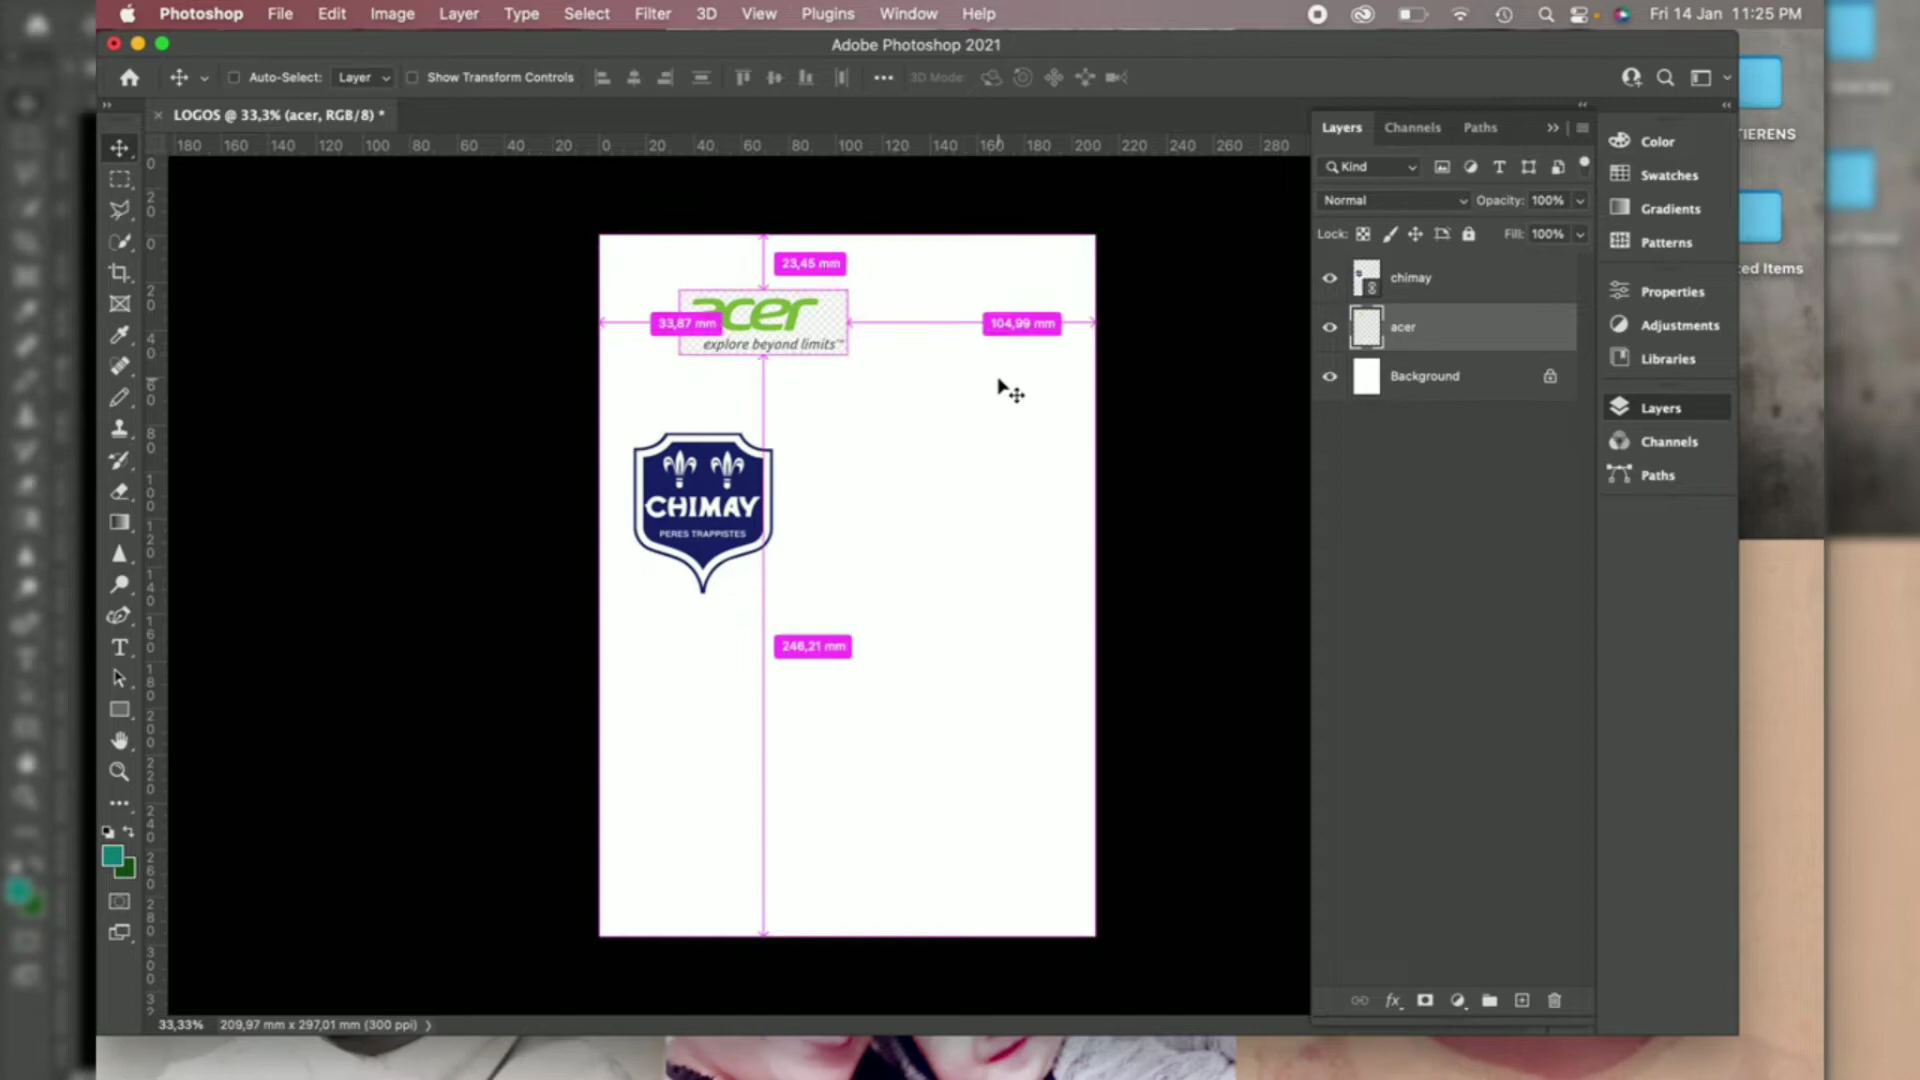 Photoshop File Edit Image Layer Type Select Filter 3D View Plugins Window Help Fri 14 Jan 11:25 PM
Adobe Photoshop 2021
Auto-Select: Layer Show Transform Controls 3D Mode:
LOGOS @ 33,3% (acer, RGB/8) *
180 160 140 120 100 80 60 40 20 0 20 40 60 80 100 120 140 160 180 200 220 240 260 280
Layers Channels Paths
Kind
Normal Opacity: 100%
Lock: Fill: 100%
chimay
acer
Background
Color
Swatches
Gradients
Patterns
Properties
Adjustments
Libraries
Layers
Channels
Paths
TIERENS
ted Items
23,45 mm
acer
33,87 mm
104,99 mm
explore beyond limits™
CHIMAY
PERES TRAPPISTES
246,21 mm
33,33% 209,97 mm x 297,01 mm (300 ppi)